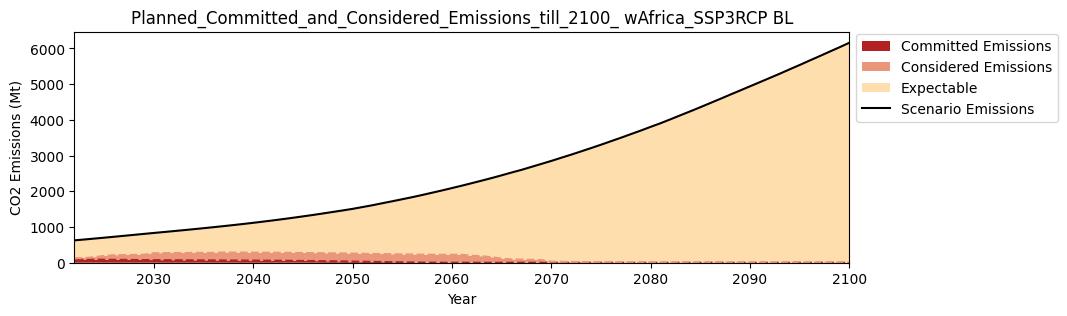 Planned_Committed_and_Considered_Emissions_till_2100_ wAfrica_SSP3RCP BL
CO2 Emissions (Mt)
6000
5000
4000
3000
2000
1000
0
2030 2040 2050 2060 2070 2080 2090 2100
Year
Committed Emissions
Considered Emissions
Expectable
Scenario Emissions